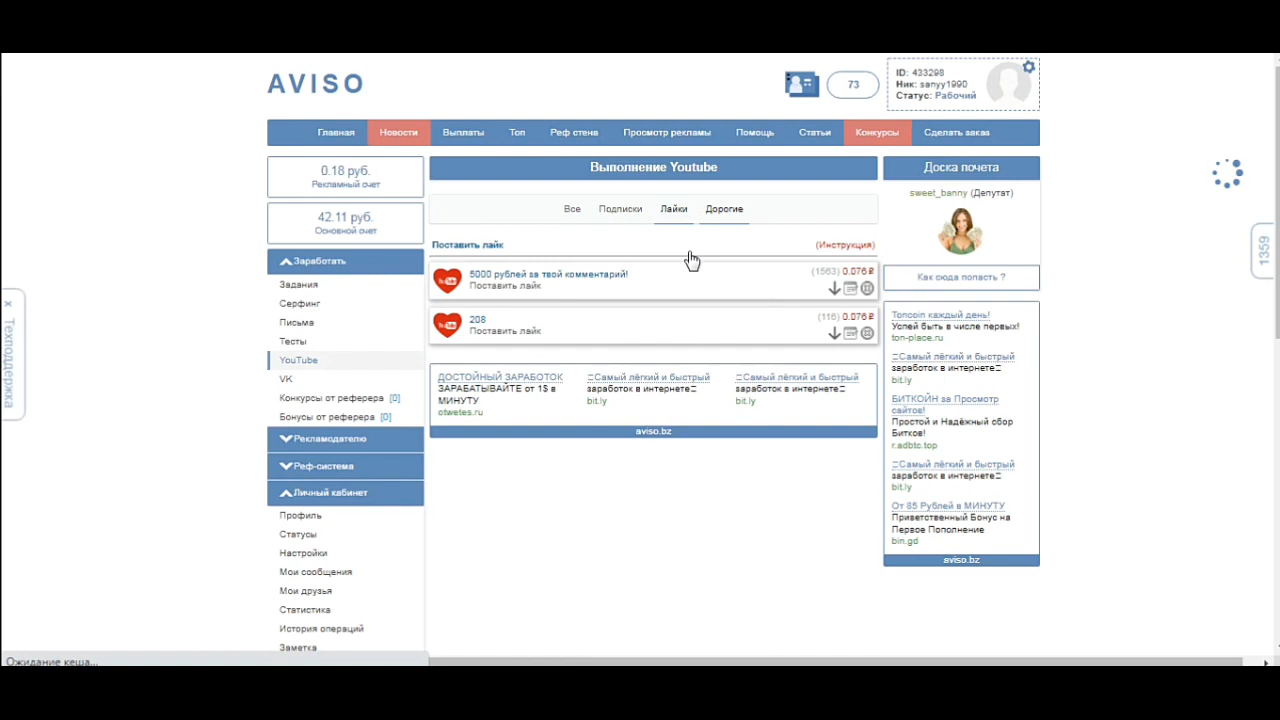 AVISO
73
ID: 433298
Ник: sanyy1990
Статус: Рабочий
Главная
Новости
Выплаты
Топ
Реф стена
Просмотр рекламы
Помощь
Статьи
Конкурсы
Сделать заказ
0.18 руб.
Рекламный счет
42.11 руб.
Основной счет
Заработать
Задания
Серфинг
Письма
Тесты
YouTube
VK
Конкурсы от реферера [0]
Бонусы от реферера [0]
Рекламодателю
Реф-система
Личный кабинет
Профиль
Статусы
Настройки
Мои сообщения
Мои друзья
Статистика
История операций
Заметка
Выполнение Youtube
Все
Подписки
Лайки
Дорогие
Поставить лайк
(Инструкция)
5000 рублей за твой комментарий!
(1563) 0.076 ₽
Поставить лайк
208
(116) 0.076 ₽
Поставить лайк
ДОСТОЙНЫЙ ЗАРАБОТОК
ЗАРАБАТЫВАЙТЕ от 1$ в
МИНУТУ
otwetes.ru
Самый лёгкий и быстрый
заработок в интернете
bit.ly
Самый лёгкий и быстрый
заработок в интернете
bit.ly
aviso.bz
Доска почета
sweet_banny (Депутат)
Как сюда попасть ?
Toncoin каждый день!
Успей быть в числе первых!
ton-place.ru
Самый лёгкий и быстрый
заработок в интернете
bit.ly
БИТКОЙН за Просмотр
сайтов!
Простой и Надёжный сбор
Битков!
r.adbtc.top
Самый лёгкий и быстрый
заработок в интернете
bit.ly
От 85 Рублей в МИНУТУ
Приветственный Бонус на
Первое Пополнение
bin.gd
aviso.bz
1359
x
Техподдержка
Ожидание кеша...